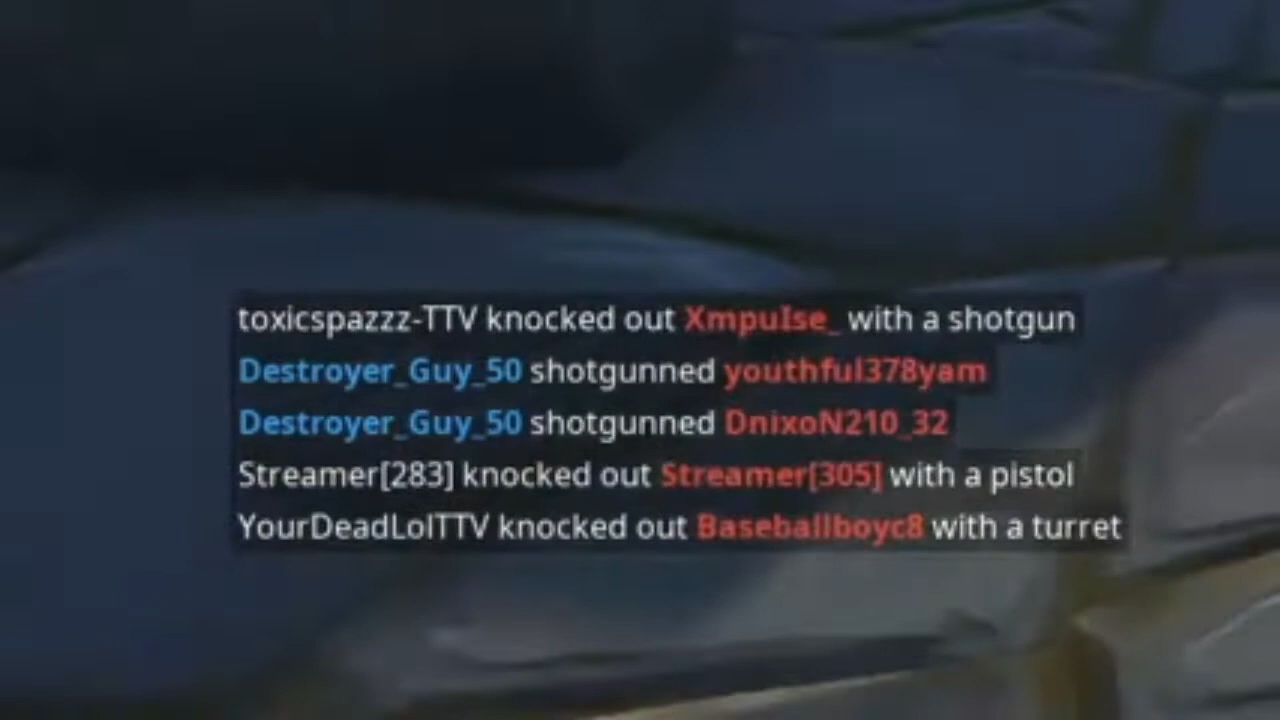 toxicspazzz-TTV knocked out XmpuIse_ with a shotgun
Destroyer_Guy_50 shotgunned youthful378yam
Destroyer_Guy_50 shotgunned DnixoN210_32
Streamer[283] knocked out Streamer[305] with a pistol
YourDeadLolTTV knocked out Baseballboyc8 with a turret